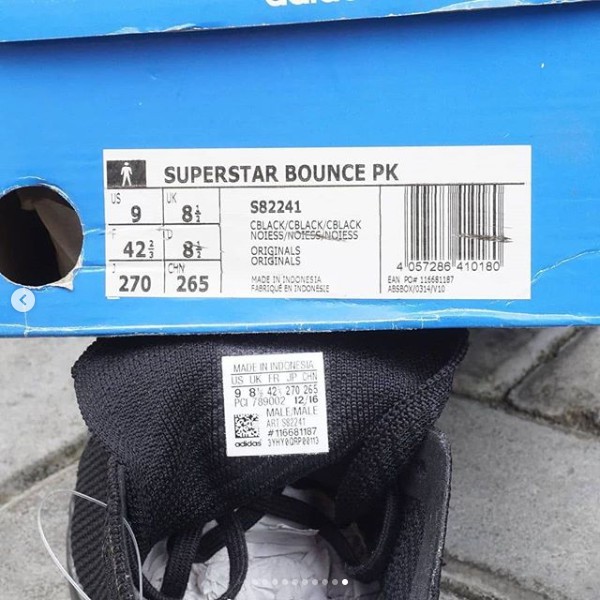 US
9
UK
8½
F
42⅔
D
8½
J
270
CHN
265
SUPERSTAR BOUNCE PK
S82241
CBLACK/CBLACK/CBLACK
NOIESS/NOIESS/NOIESS
ORIGINALS
ORIGINALS
MADE IN INDONESIA
FABRIQUE EN INDONESIE
4 057286 410180
EAN PO# 116681187
ABSBOX/0314/V10
MADE IN INDONESIA
US UK FR JP CHN
9 8½ 42⅔ 270 265
PCI 789002 12/16
MALE/MALE
ART S82241
#116681187
adidas